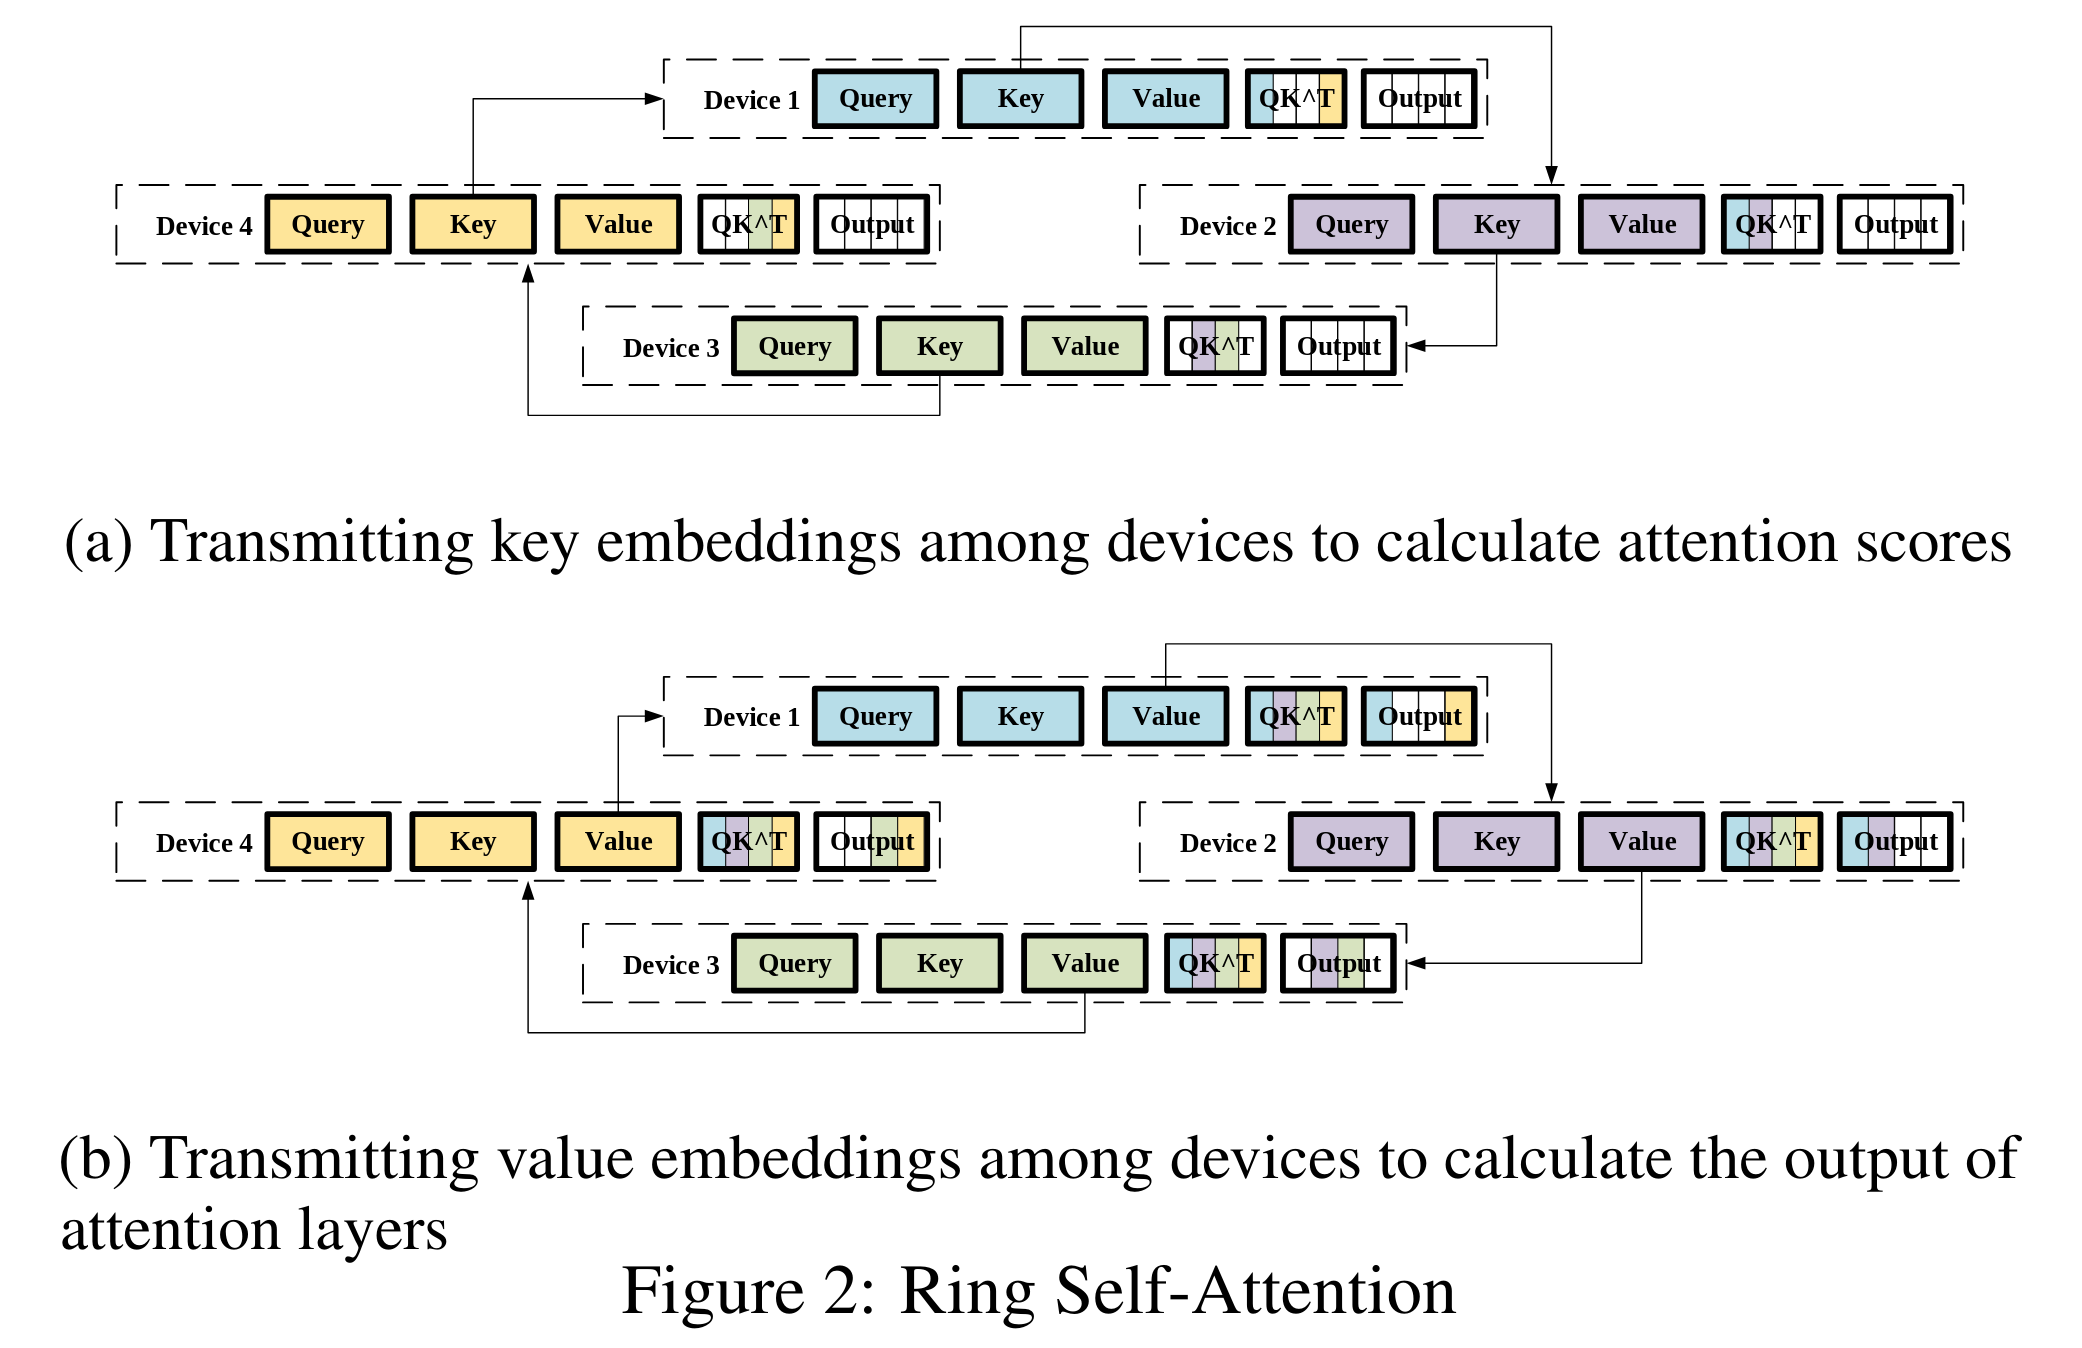 Device 1 Query Key Value QK^T Output
Device 4 Query Key Value QK^T Output
Device 2 Query Key Value QK^T Output
Device 3 Query Key Value QK^T Output
(a) Transmitting key embeddings among devices to calculate attention scores
Device 1 Query Key Value QK^T Output
Device 4 Query Key Value QK^T Output
Device 2 Query Key Value QK^T Output
Device 3 Query Key Value QK^T Output
(b) Transmitting value embeddings among devices to calculate the output of
attention layers
Figure 2: Ring Self-Attention